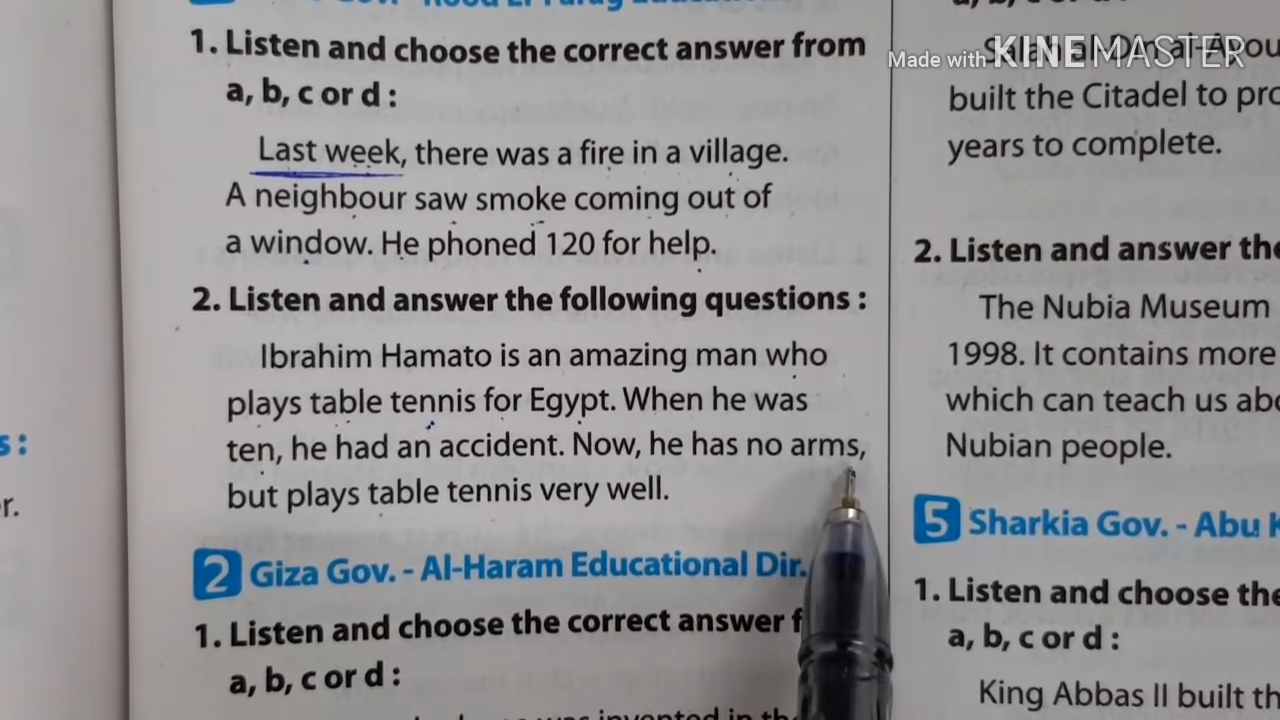 1. Listen and choose the correct answer from
a, b, c or d :
Last week, there was a fire in a village.
A neighbour saw smoke coming out of
a window. He phoned 120 for help.
2. Listen and answer the following questions :
Ibrahim Hamato is an amazing man who
plays table tennis for Egypt. When he was
ten, he had an accident. Now, he has no arms,
but plays table tennis very well.
2 Giza Gov. - Al-Haram Educational Dir.
1. Listen and choose the correct answer f
a, b, c or d :
was invented in th
s :
r.
Made with KINEMASTER
a, b, c or d :
built the Citadel to pro
years to complete.
2. Listen and answer the
The Nubia Museum
1998. It contains more
which can teach us abo
Nubian people.
5 Sharkia Gov. - Abu
1. Listen and choose the
a, b, c or d :
King Abbas II built th